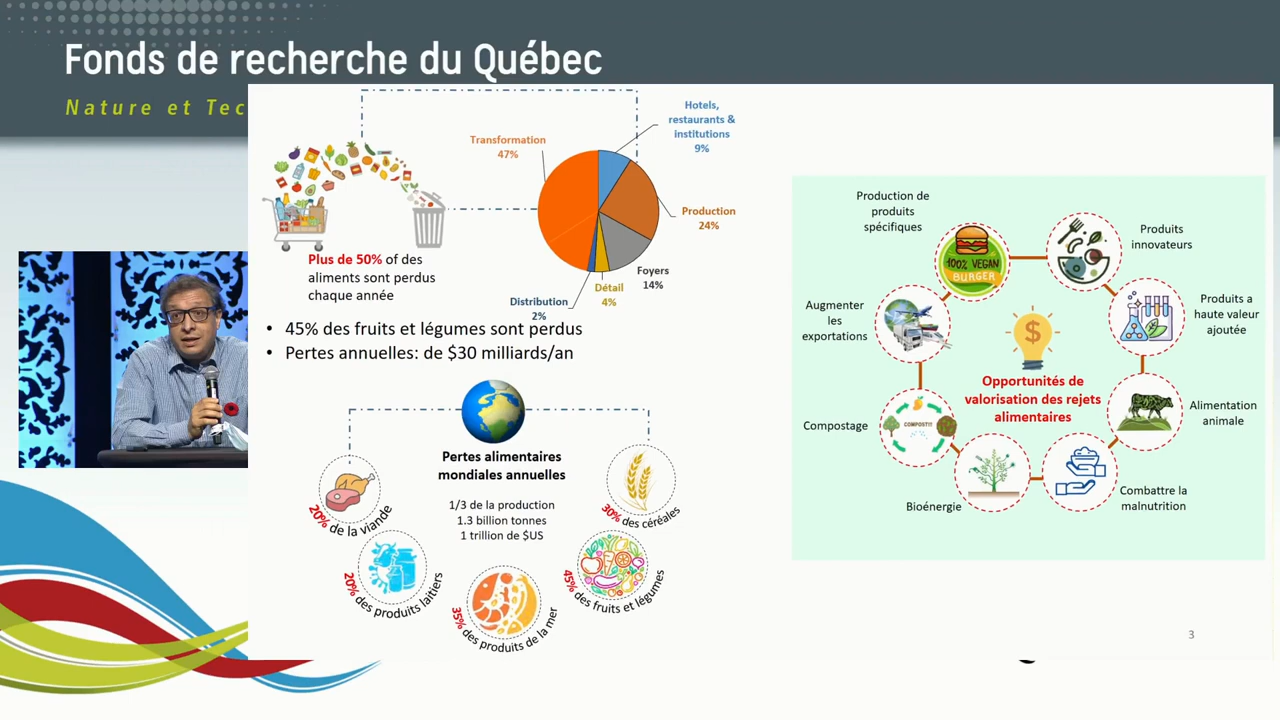 Fonds de recherche du Québec
Nature et Tec
Transformation
47%
Hotels,
restaurants &
institutions
9%
Production
24%
Foyers
14%
Détail
4%
Distribution
2%
Plus de 50% of des
aliments sont perdus
chaque année
• 45% des fruits et légumes sont perdus
• Pertes annuelles: de $30 milliards/an
Pertes alimentaires
mondiales annuelles
1/3 de la production
1.3 billion tonnes
1 trillion de $US
20% de la viande
20% des produits laitiers
35% des produits de la mer
45% des fruits et légumes
30% des céréales
Production de
produits
spécifiques
100% VEGAN
BURGER
Produits
innovateurs
Produits a
haute valeur
ajoutée
Alimentation
animale
Combattre la
malnutrition
Bioénergie
Compostage
COMPOST!!!
Augmenter
les
exportations
$
Opportunités de
valorisation des rejets
alimentaires
3